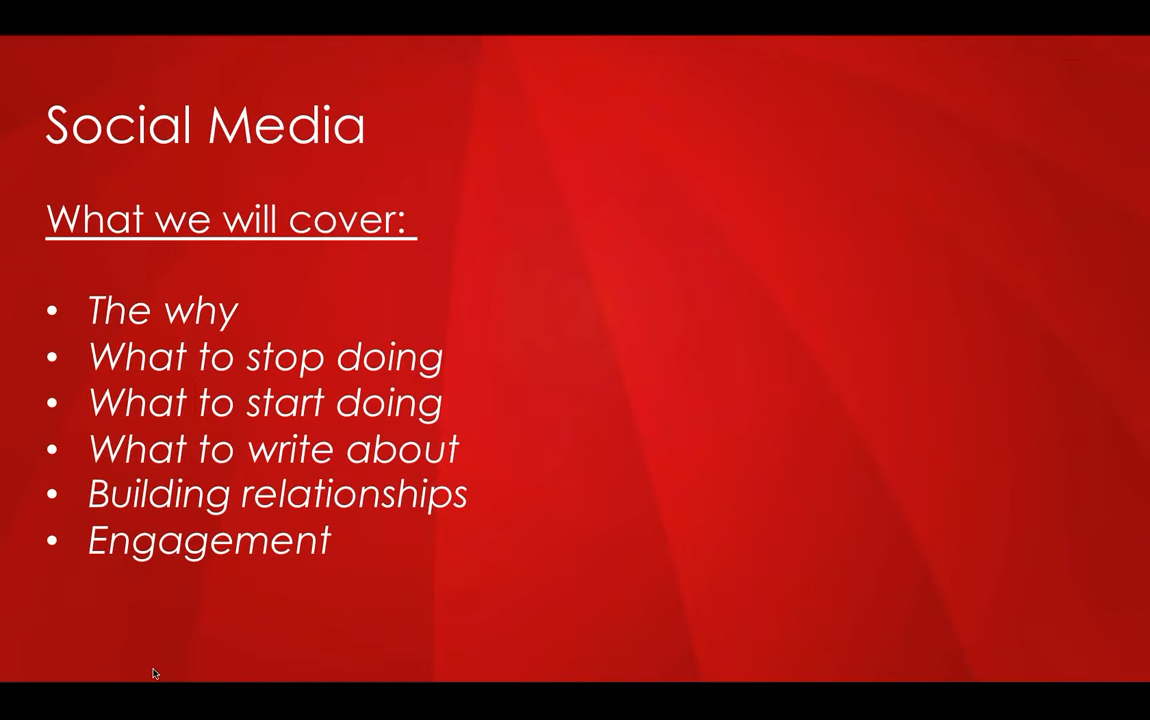 Social Media
What we will cover:
• The why
• What to stop doing
• What to start doing
• What to write about
• Building relationships
• Engagement